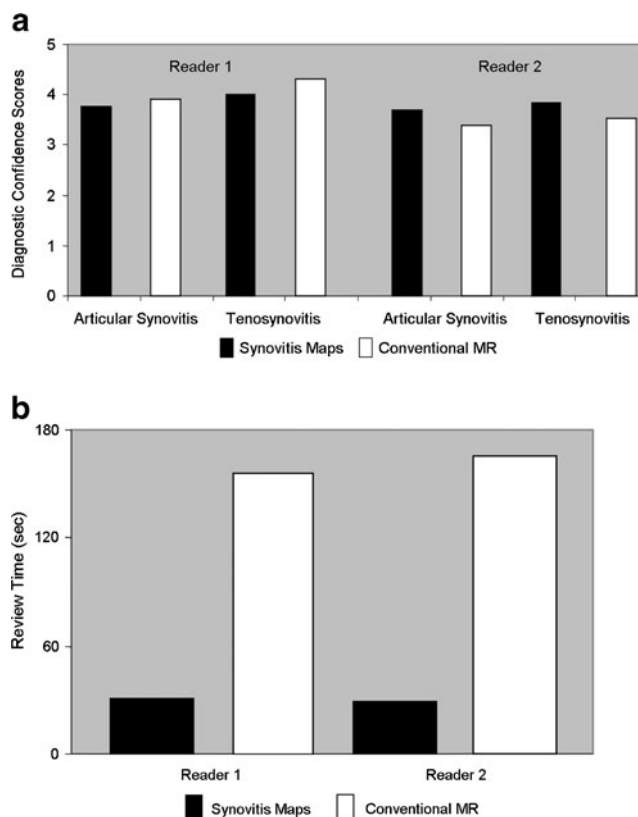 a
5
4
3
2
1
0
Diagnostic Confidence Scores
Reader 1
Reader 2
Articular Synovitis
Tenosynovitis
Articular Synovitis
Tenosynovitis
Synovitis Maps
Conventional MR
b
180
120
60
0
Review Time (sec)
Reader 1
Reader 2
Synovitis Maps
Conventional MR